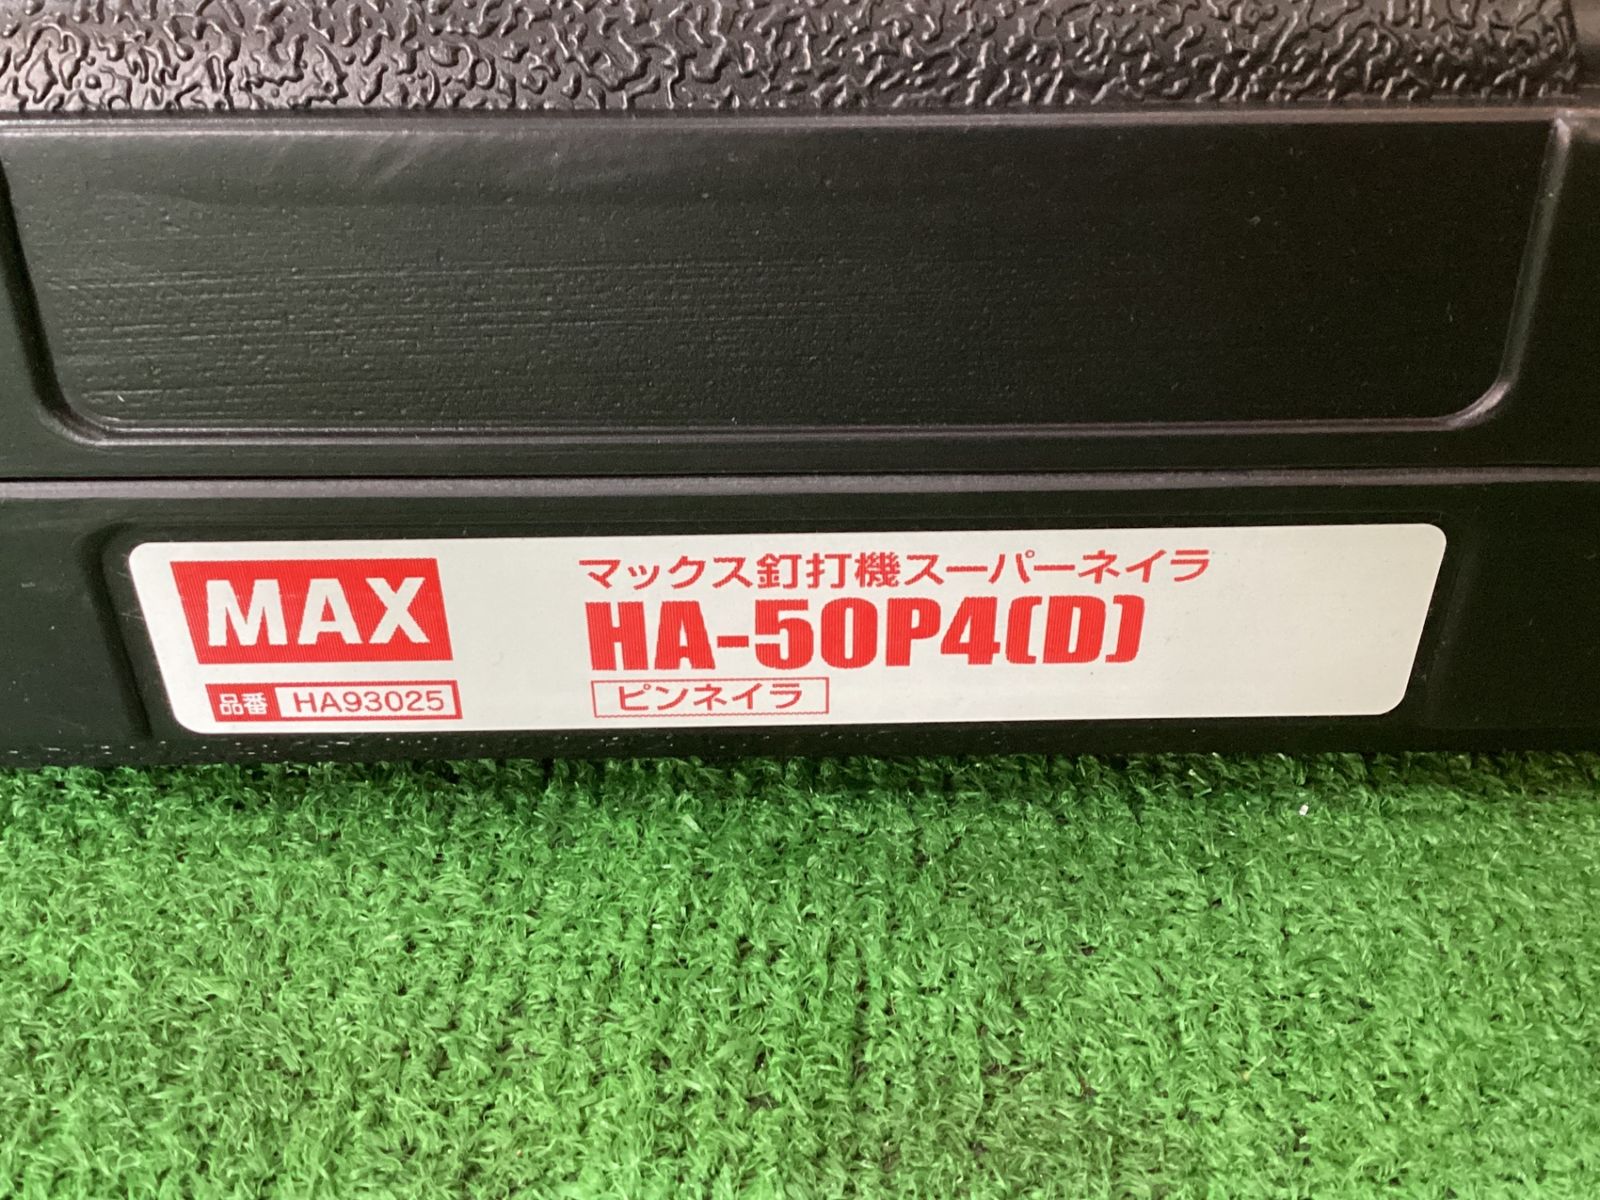 MAX
品番 HA93025
マックス釘打機スーパーネイラ
HA-50P4(D)
ピンネイラ